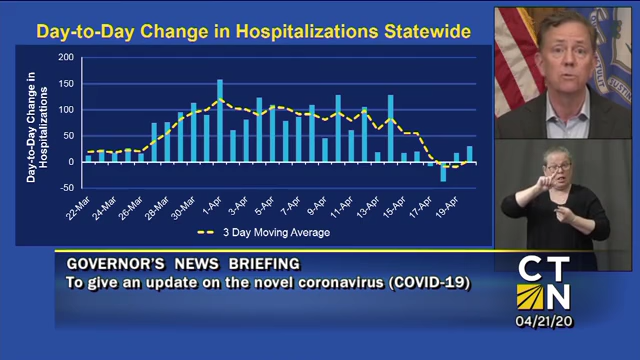 Day-to-Day Change in Hospitalizations Statewide
Day-to-Day Change in
Hospitalizations
200
150
100
50
0
-50
22-Mar
24-Mar
26-Mar
28-Mar
30-Mar
1-Apr
3-Apr
5-Apr
7-Apr
9-Apr
11-Apr
13-Apr
15-Apr
17-Apr
19-Apr
3 Day Moving Average
GOVERNOR'S NEWS BRIEFING
To give an update on the novel coronavirus (COVID-19)
CT
N
04/21/20